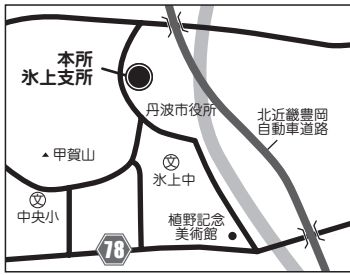 本所
氷上支所
丹波市役所
北近畿豊岡
自動車道路
▲甲賀山
文
氷上中
文
中央小
植野記念
美術館
78